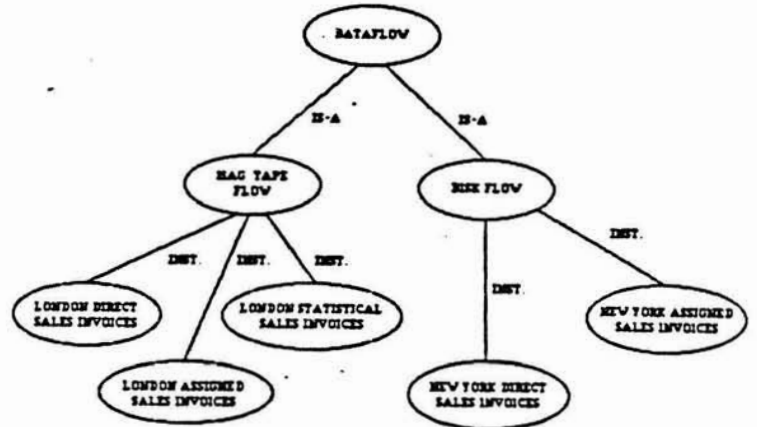 DATAFLOW
IS-A
IS-A
MAG TAPE
FLOW
DISK FLOW
INST.
INST.
INST.
INST.
INST.
LONDON DIRECT
SALES INVOICES
LONDON STATISTICAL
SALES INVOICES
NEW YORK ASSIGNED
SALES INVOICES
LONDON ASSIGNED
SALES INVOICES
NEW YORK DIRECT
SALES INVOICES